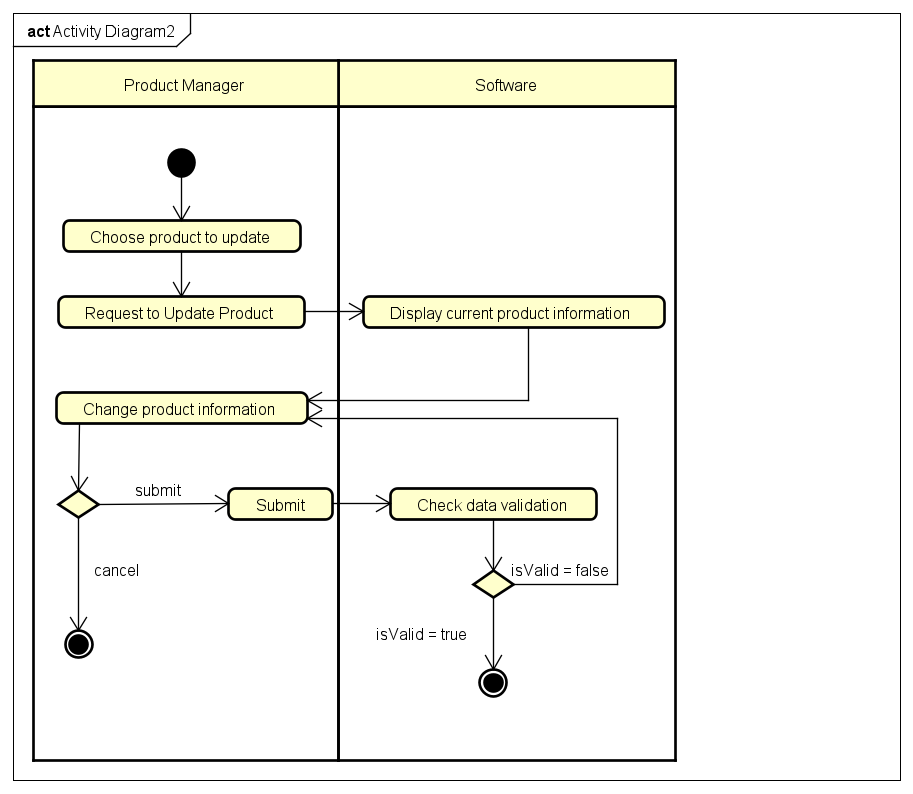 act Activity Diagram2
Product Manager
Software
Choose product to update
Request to Update Product
Display current product information
Change product information
submit
Submit
Check data validation
cancel
isValid = false
isValid = true